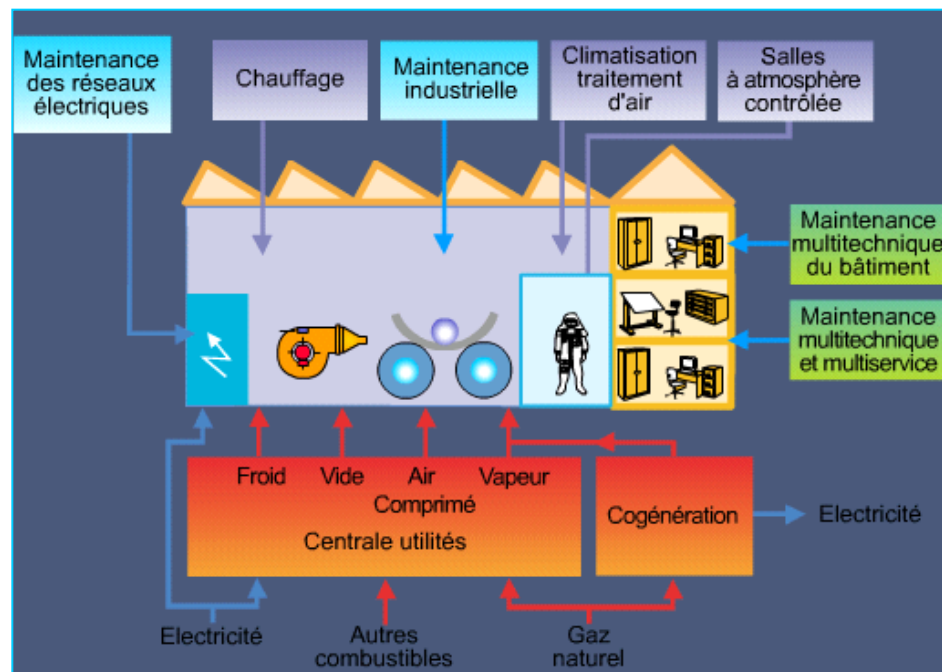 Maintenance
des réseaux
électriques
Chauffage
Maintenance
industrielle
Climatisation
traitement
d'air
Salles
à atmosphère
contrôlée
Maintenance
multitechnique
du bâtiment
Maintenance
multitechnique
et multiservice
Froid
Vide
Air
Comprimé
Vapeur
Centrale utilités
Cogénération
Electricité
Electricité
Autres
combustibles
Gaz
naturel